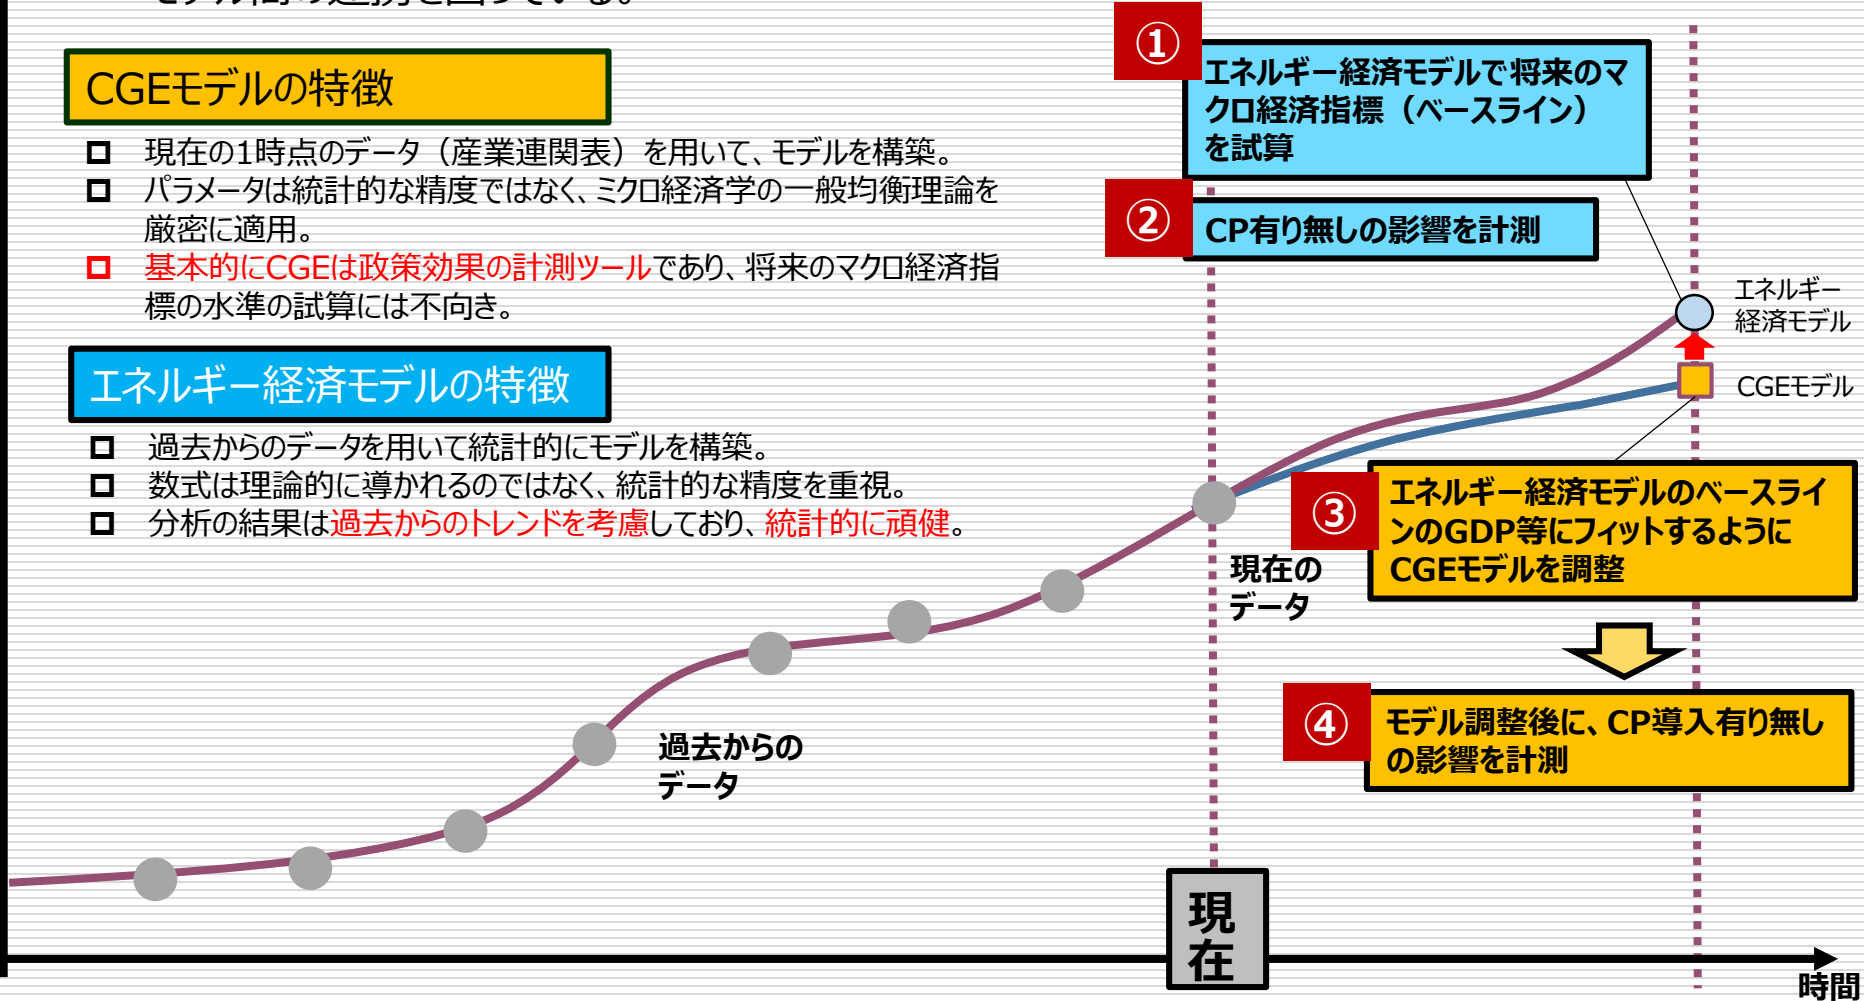 モデル間の連携を図っている。
CGEモデルの特徴
現在の1時点のデータ（産業連関表）を用いて、モデルを構築。
パラメータは統計的な精度ではなく、ミクロ経済学の一般均衡理論を
厳密に適用。
基本的にCGEは政策効果の計測ツールであり、将来のマクロ経済指
標の水準の試算には不向き。
エネルギー経済モデルの特徴
過去からのデータを用いて統計的にモデルを構築。
数式は理論的に導かれるのではなく、統計的な精度を重視。
分析の結果は過去からのトレンドを考慮しており、統計的に頑健。
①
エネルギー経済モデルで将来のマ
クロ経済指標（ベースライン）
を試算
②
CP有り無しの影響を計測
エネルギー
経済モデル
CGEモデル
③
エネルギー経済モデルのベースライ
ンのGDP等にフィットするように
CGEモデルを調整
現在の
データ
④
モデル調整後に、CP導入有り無し
の影響を計測
過去からの
データ
現
在
時間